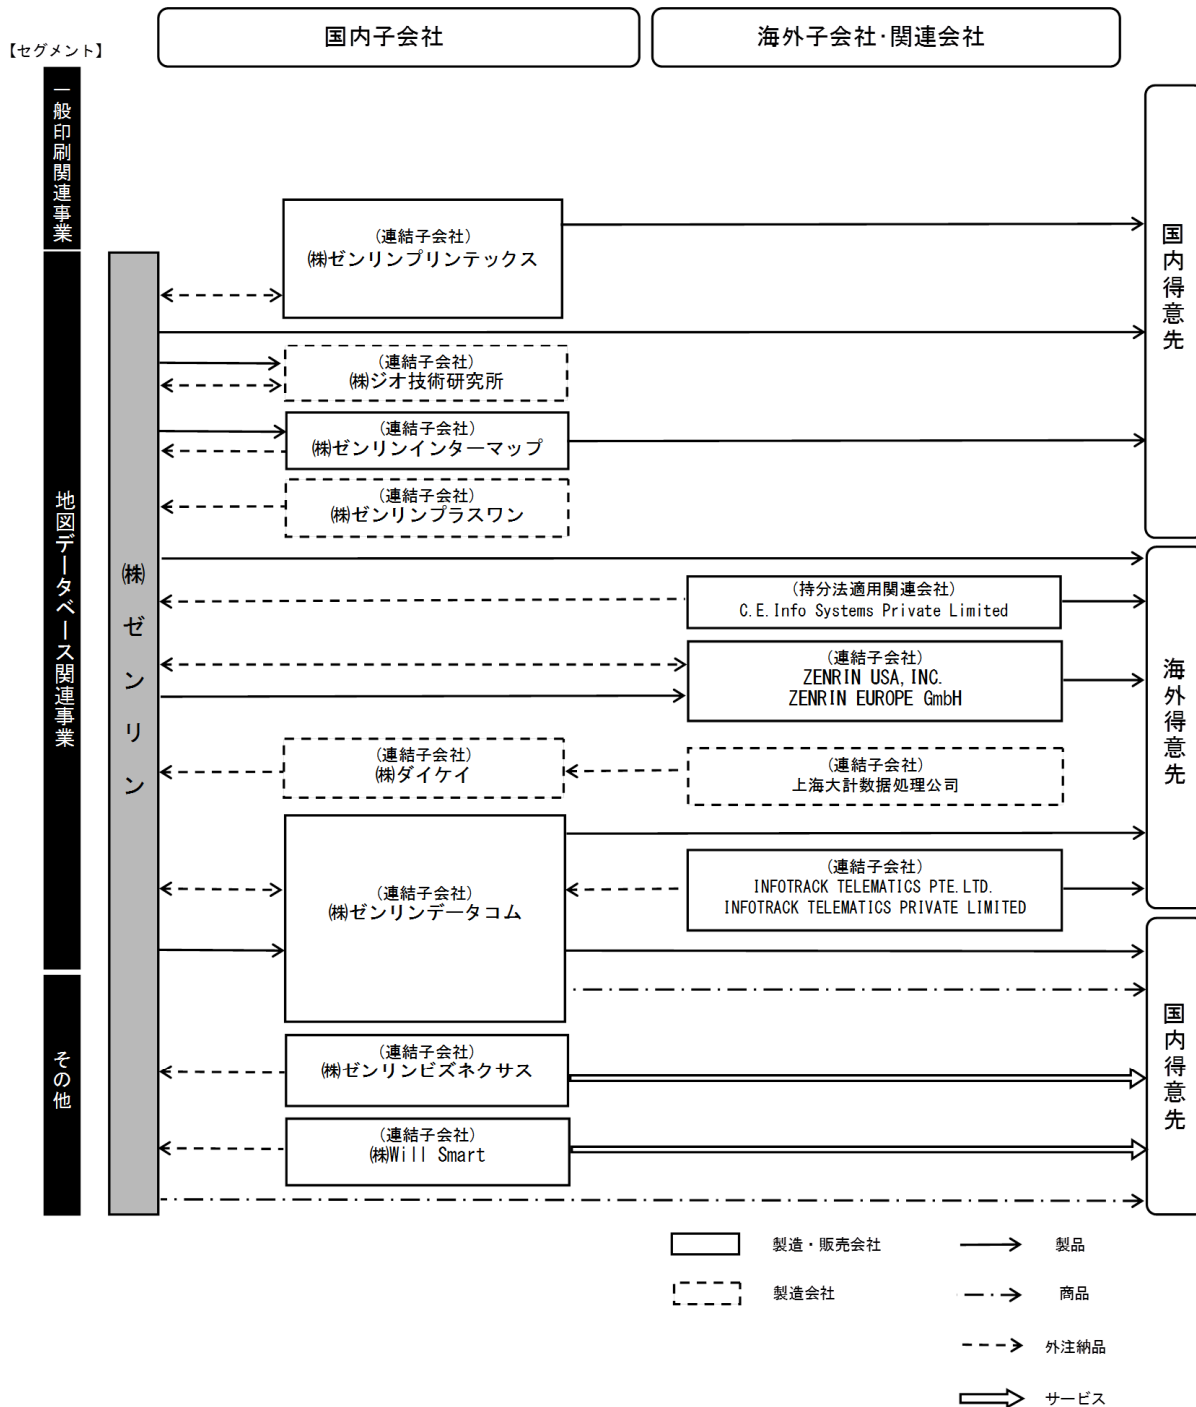 国内子会社
海外子会社・関連会社
【セグメント】
一般印刷関連事業
地図データベース関連事業
その他
㈱ゼンリン
(連結子会社)
㈱ゼンリンプリンテックス
(連結子会社)
㈱ジオ技術研究所
(連結子会社)
㈱ゼンリンインターマップ
(連結子会社)
㈱ゼンリンプラスワン
(持分法適用関連会社)
C.E.Info Systems Private Limited
(連結子会社)
ZENRIN USA,INC.
ZENRIN EUROPE GmbH
(連結子会社)
㈱ダイケイ
(連結子会社)
上海大計数据処理公司
(連結子会社)
㈱ゼンリンデータコム
(連結子会社)
INFOTRACK TELEMATICS PTE.LTD.
INFOTRACK TELEMATICS PRIVATE LIMITED
(連結子会社)
㈱ゼンリンビズネクサス
(連結子会社)
㈱Will Smart
国内得意先
海外得意先
国内得意先
製造・販売会社
製品
製造会社
商品
外注納品
サービス